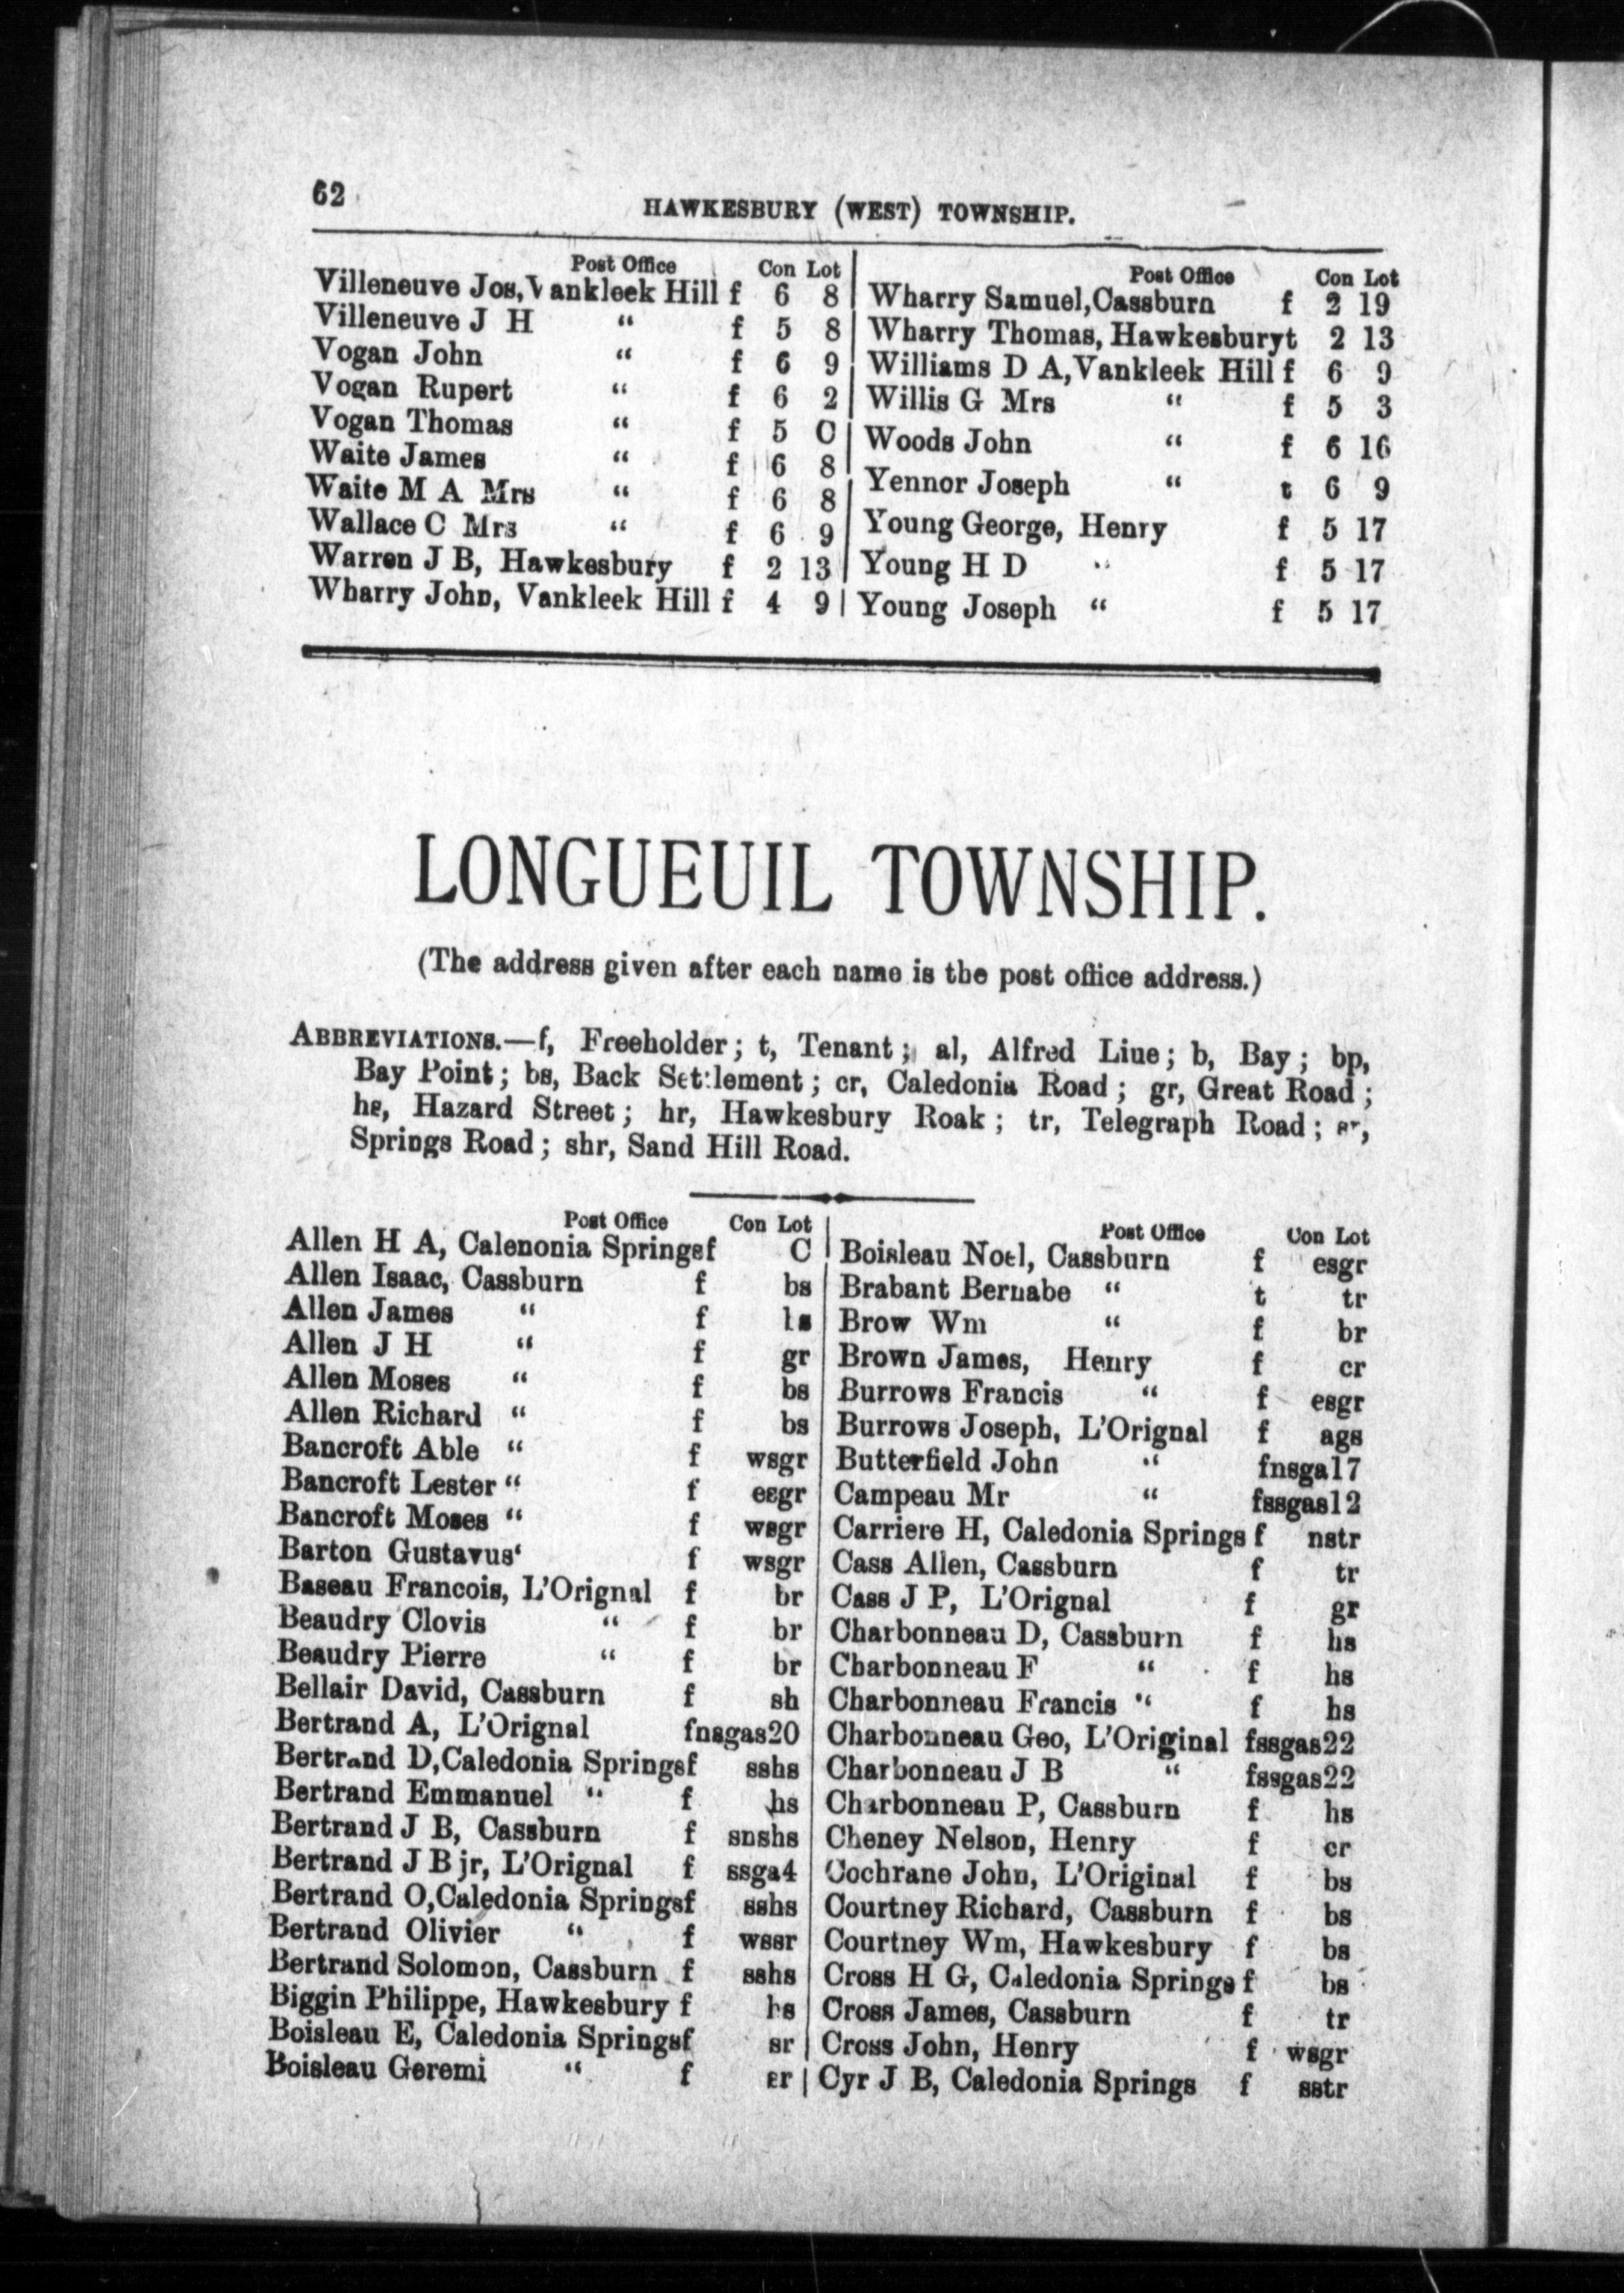 62
HAWKESBURY (WEST) TOWNSHIP.
Post Office Con Lot
Villeneuve Jos, Vankleek Hill f 6 8
Villeneuve J H " f 5 8
Vogan John " f 6 9
Vogan Rupert " f 6 2
Vogan Thomas " f 5 C
Waite James " f 6 8
Waite M A Mrs " f 6 8
Wallace C Mrs " f 6 9
Warren J B, Hawkesbury f 2 13
Wharry John, Vankleek Hill f 4 9
Post Office Con Lot
Wharry Samuel, Cassburn f 2 19
Wharry Thomas, Hawkesbury t 2 13
Williams D A, Vankleek Hill f 6 9
Willis G Mrs " f 5 3
Woods John " f 6 16
Yennor Joseph " t 6 9
Young George, Henry f 5 17
Young H D " f 5 17
Young Joseph " f 5 17
LONGUEUIL TOWNSHIP.
(The address given after each name is the post office address.)
ABBREVIATIONS.—f, Freeholder; t, Tenant; al, Alfred Line; b, Bay; bp,
Bay Point; bs, Back Settlement; cr, Caledonia Road; gr, Great Road;
hs, Hazard Street; hr, Hawkesbury Roak; tr, Telegraph Road; sr,
Springs Road; shr, Sand Hill Road.
Post Office Con Lot
Allen H A, Calenonia Springs f C
Allen Isaac, Cassburn f bs
Allen James " f
Allen J H " f gr
Allen Moses " f bs
Allen Richard " f bs
Bancroft Able " f wsgr
Bancroft Lester " f esgr
Bancroft Moses " f wsgr
Barton Gustavus ‘ f wsgr
Baseau Francois, L'Orignal f br
Beaudry Clovis " f br
Beaudry Pierre " f br
Bellair David, Cassburn f sh
Bertrand A, L'Orignal fnsgas20
Bertrand D, Caledonia Springs f sshs
Bertrand Emmanuel " f hs
Bertrand J B, Cassburn f snshs
Bertrand J B jr, L'Orignal f ssga4
Bertrand O, Caledonia Springs f sshs
Bertrand Olivier " f wssr
Bertrand Solomon, Cassburn f sshs
Biggin Philippe, Hawkesbury f hs
Boisleau E, Caledonia Springs f sr
Boisleau Geremi " f sr
Post Office Con Lot
Boisleau Noel, Cassburn f esgr
Brabant Bernabe " t tr
Brow Wm " f br
Brown James, Henry f cr
Burrows Francis " f esgr
Burrows Joseph, L'Orignal f ags
Butterfield John " fnsga17
Campeau Mr " fssgas12
Carriere H, Caledonia Springs f nstr
Cass Allen, Cassburn f tr
Cass J P, L'Orignal f gr
Charbonneau D, Cassburn f hs
Charbonneau F " f hs
Charbonneau Francis " f hs
Charbonneau Geo, L'Original fssgas22
Charbonneau J B " fssgas22
Charbonneau P, Cassburn f hs
Cheney Nelson, Henry f cr
Cochrane John, L'Original f bs
Courtney Richard, Cassburn f bs
Courtney Wm, Hawkesbury f bs
Cross H G, Caledonia Springs f bs
Cross James, Cassburn f tr
Cross John, Henry f wsgr
Cyr J B, Caledonia Springs f sstr